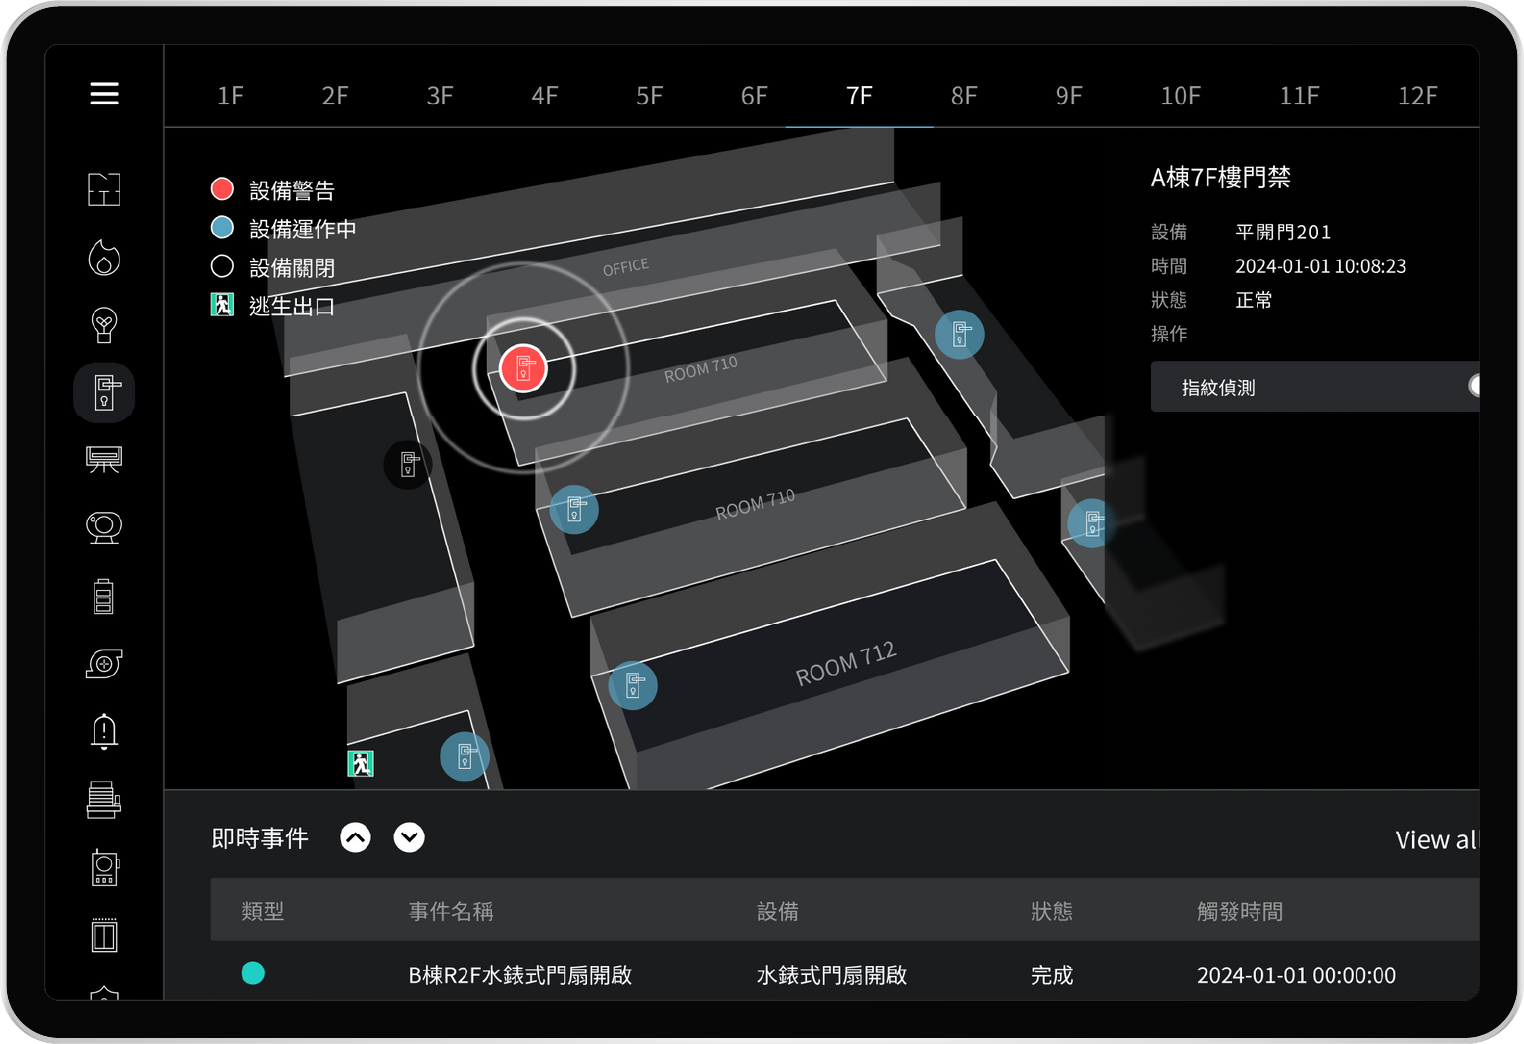 1F 2F 3F 4F 5F 6F 7F 8F 9F 10F 11F 12F
設備警告
設備運作中
設備關閉
逃生出口
OFFICE
ROOM 710
ROOM 710
ROOM 712
A棟7F樓門禁
設備 平開門201
時間 2024-01-01 10:08:23
狀態 正常
操作
指紋偵測
即時事件
View all
類型 事件名稱 設備 狀態 觸發時間
B棟R2F水錶式門扇開啟 水錶式門扇開啟 完成 2024-01-01 00:00:00